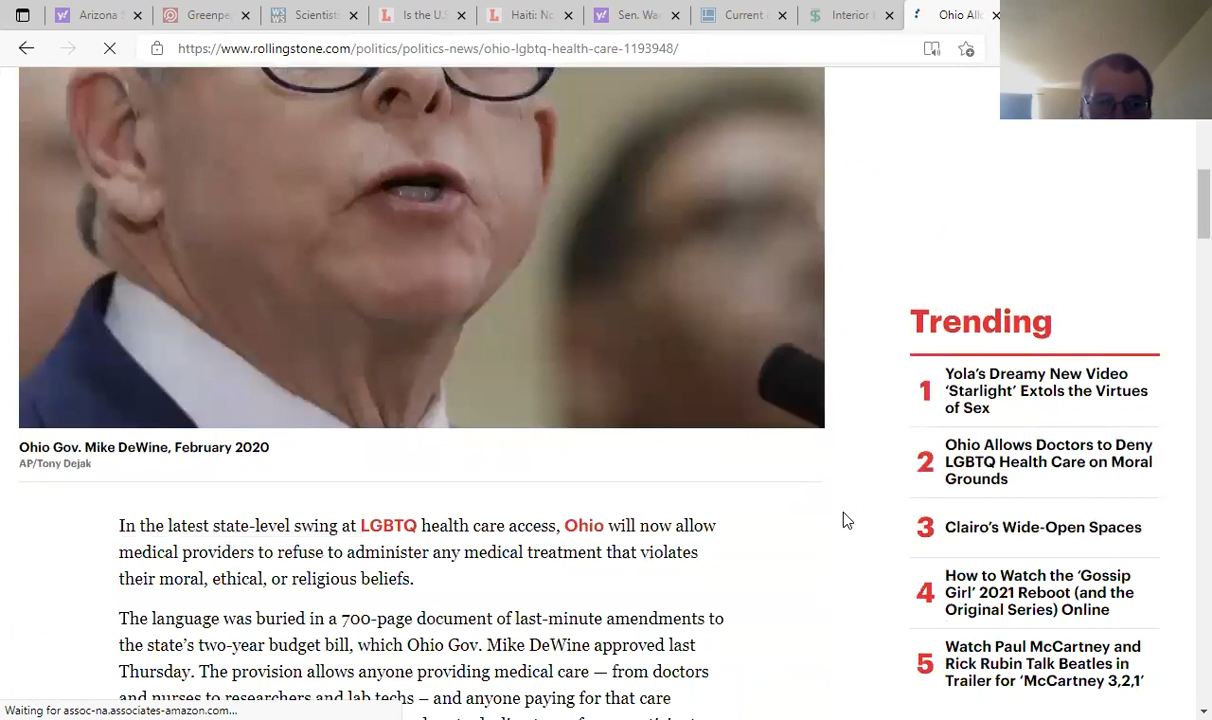 Arizona S
Greenpe
Scientists
Is the U.S
Haiti: No
Sen. Wa
Current
Interior
Ohio All
https://www.rollingstone.com/politics/politics-news/ohio-lgbtq-health-care-1193948/
Ohio Gov. Mike DeWine, February 2020
AP/Tony Dejak
In the latest state-level swing at LGBTQ health care access, Ohio will now allow
medical providers to refuse to administer any medical treatment that violates
their moral, ethical, or religious beliefs.
The language was buried in a 700-page document of last-minute amendments to
the state's two-year budget bill, which Ohio Gov. Mike DeWine approved last
Thursday. The provision allows anyone providing medical care — from doctors
and nurses to researchers and lab techs – and anyone paying for that care
Waiting for assoc-na.associates-amazon.com...
Trending
1 Yola's Dreamy New Video
'Starlight' Extols the Virtues
of Sex
2 Ohio Allows Doctors to Deny
LGBTQ Health Care on Moral
Grounds
3 Clairo's Wide-Open Spaces
4 How to Watch the 'Gossip
Girl' 2021 Reboot (and the
Original Series) Online
5 Watch Paul McCartney and
Rick Rubin Talk Beatles in
Trailer for 'McCartney 3,2,1'